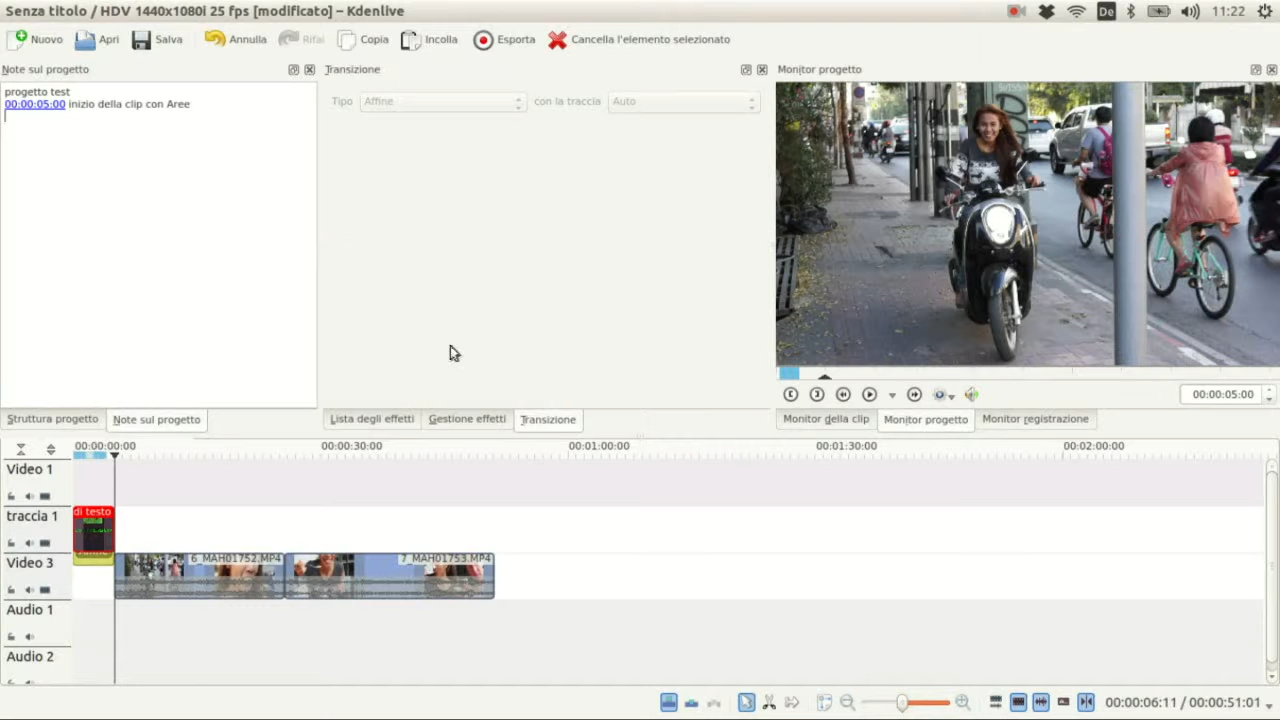 Senza titolo / HDV 1440x1080i 25 fps [modificato] – Kdenlive
De
11:22
Nuovo Apri Salva Annulla Rifai Copia Incolla Esporta Cancella l'elemento selezionato
Note sul progetto
Transizione
Monitor progetto
progetto test
00:00:05:00 inizio della clip con Aree
Tipo Affine con la traccia Auto
00:00:05:00
Struttura progetto Note sul progetto
Lista degli effetti Gestione effetti Transizione
Monitor della clip Monitor progetto Monitor registrazione
00:00:00:00 00:00:30:00 00:01:00:00 00:01:30:00 00:02:00:00
Video 1
traccia 1
di testo
Video 3
6_MAH01752.MP4
7_MAH01753.MP4
Audio 1
Audio 2
00:00:06:11 / 00:00:51:01